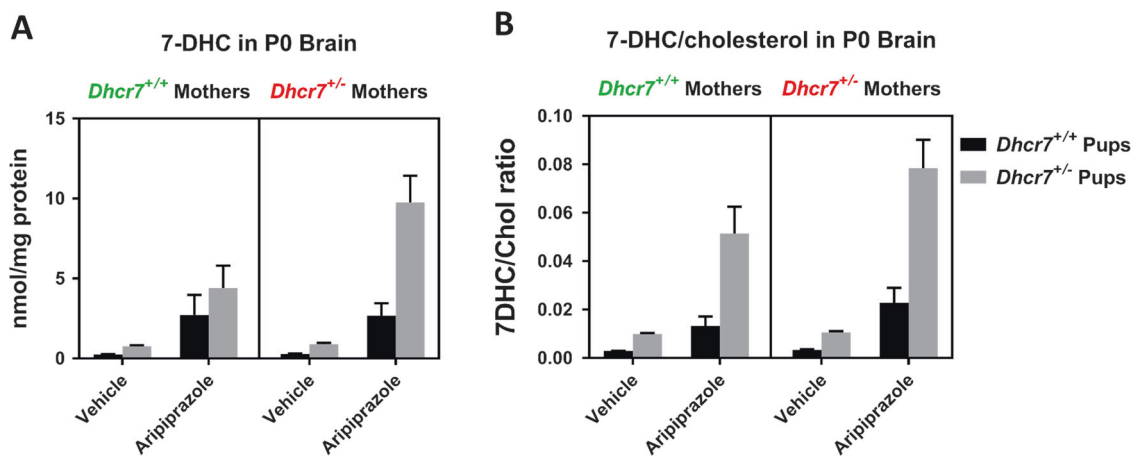 A
7-DHC in P0 Brain
Dhcr7+/+ Mothers
Dhcr7+/- Mothers
nmol/mg protein
15
10
5
0
Vehicle
Aripiprazole
Vehicle
Aripiprazole
B
7-DHC/cholesterol in P0 Brain
Dhcr7+/+ Mothers
Dhcr7+/- Mothers
7DHC/Chol ratio
0.10
0.08
0.06
0.04
0.02
0.00
Vehicle
Aripiprazole
Vehicle
Aripiprazole
Dhcr7+/+ Pups
Dhcr7+/- Pups